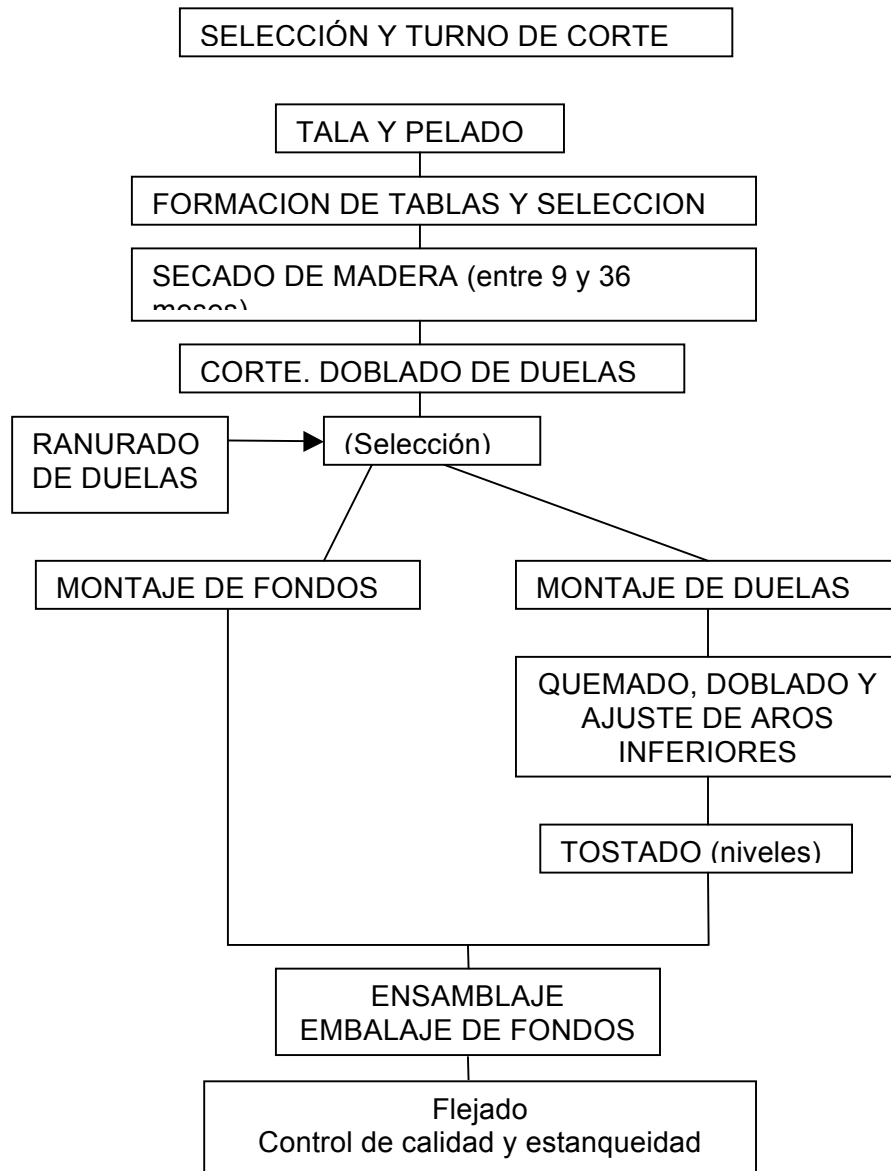 SELECCIÓN Y TURNO DE CORTE
TALA Y PELADO
FORMACION DE TABLAS Y SELECCION
SECADO DE MADERA (entre 9 y 36
meses)
CORTE. DOBLADO DE DUELAS
RANURADO
DE DUELAS
(Selección)
MONTAJE DE FONDOS
MONTAJE DE DUELAS
QUEMADO, DOBLADO Y
AJUSTE DE AROS
INFERIORES
TOSTADO (niveles)
ENSAMBLAJE
EMBALAJE DE FONDOS
Flejado
Control de calidad y estanqueidad